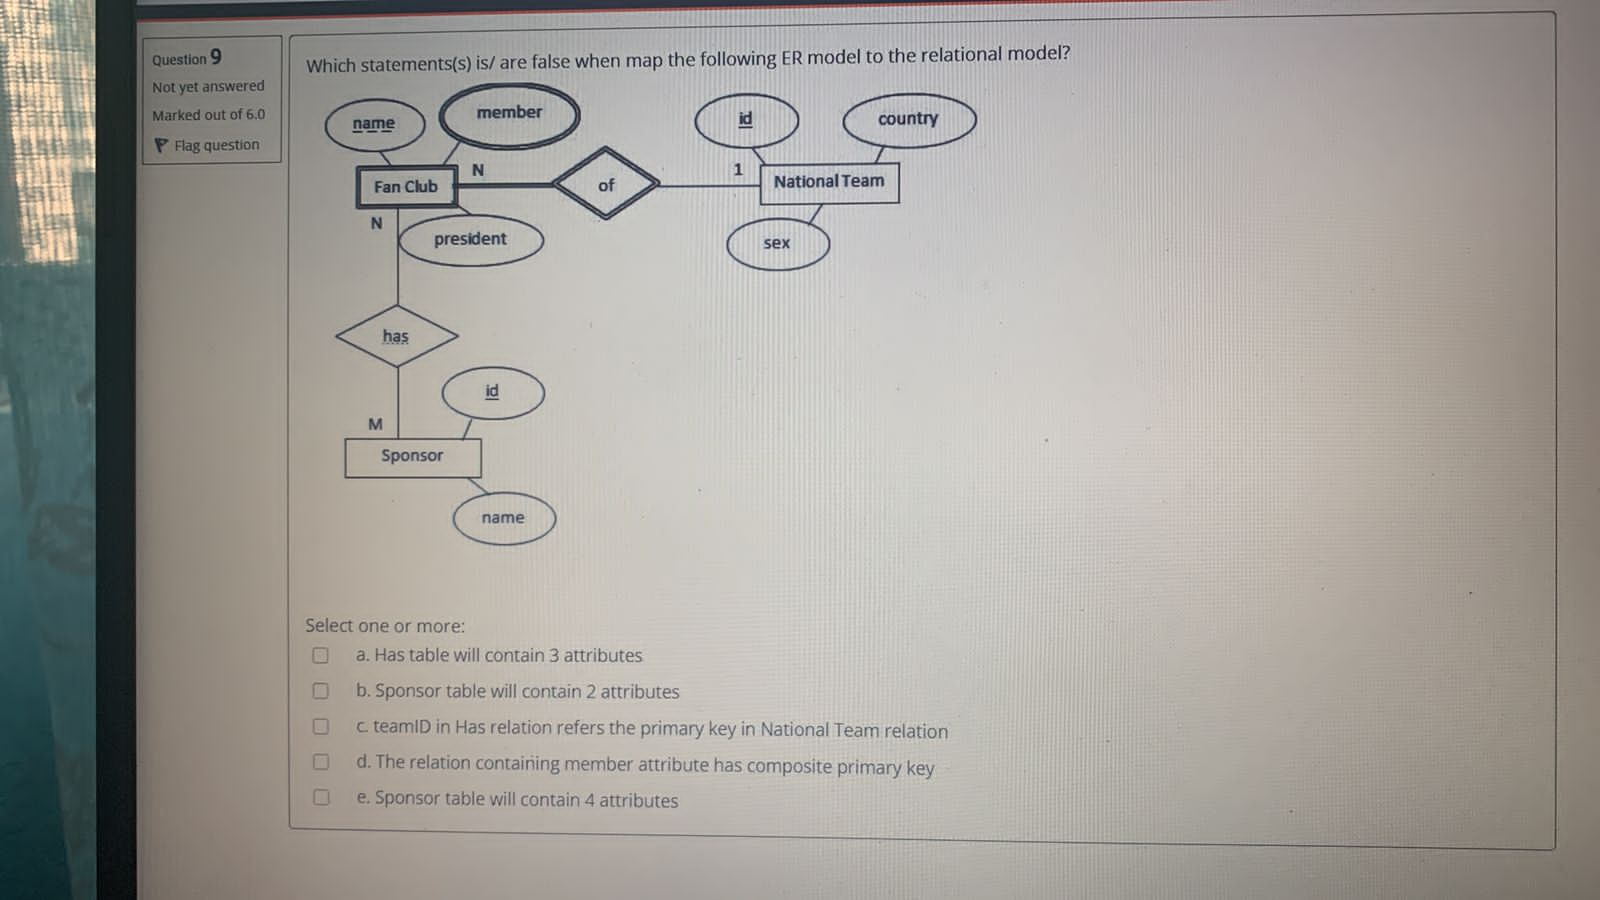 Question 9
Not yet answered
Marked out of 6.0
Flag question
Which statements(s) is/ are false when map the following ER model to the relational model?
name
member
id
country
Fan Club
N
of
1
National Team
N
president
sex
has
id
M
Sponsor
name
Select one or more:
a. Has table will contain 3 attributes
b. Sponsor table will contain 2 attributes
c. teamID in Has relation refers the primary key in National Team relation
d. The relation containing member attribute has composite primary key
e. Sponsor table will contain 4 attributes